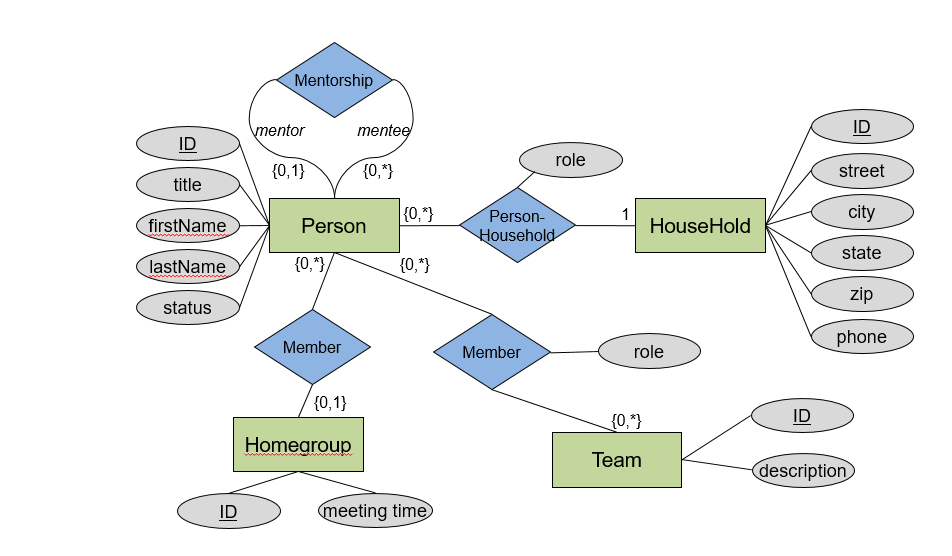 Mentorship
mentor
mentee
{0,1}
{0,*}
ID
title
firstName
lastName
status
Person
{0,*}
role
Person-
Household
1
HouseHold
ID
street
city
state
zip
phone
{0,*}
{0,*}
Member
Member
role
{0,1}
{0,*}
Homegroup
Team
ID
description
ID
meeting time